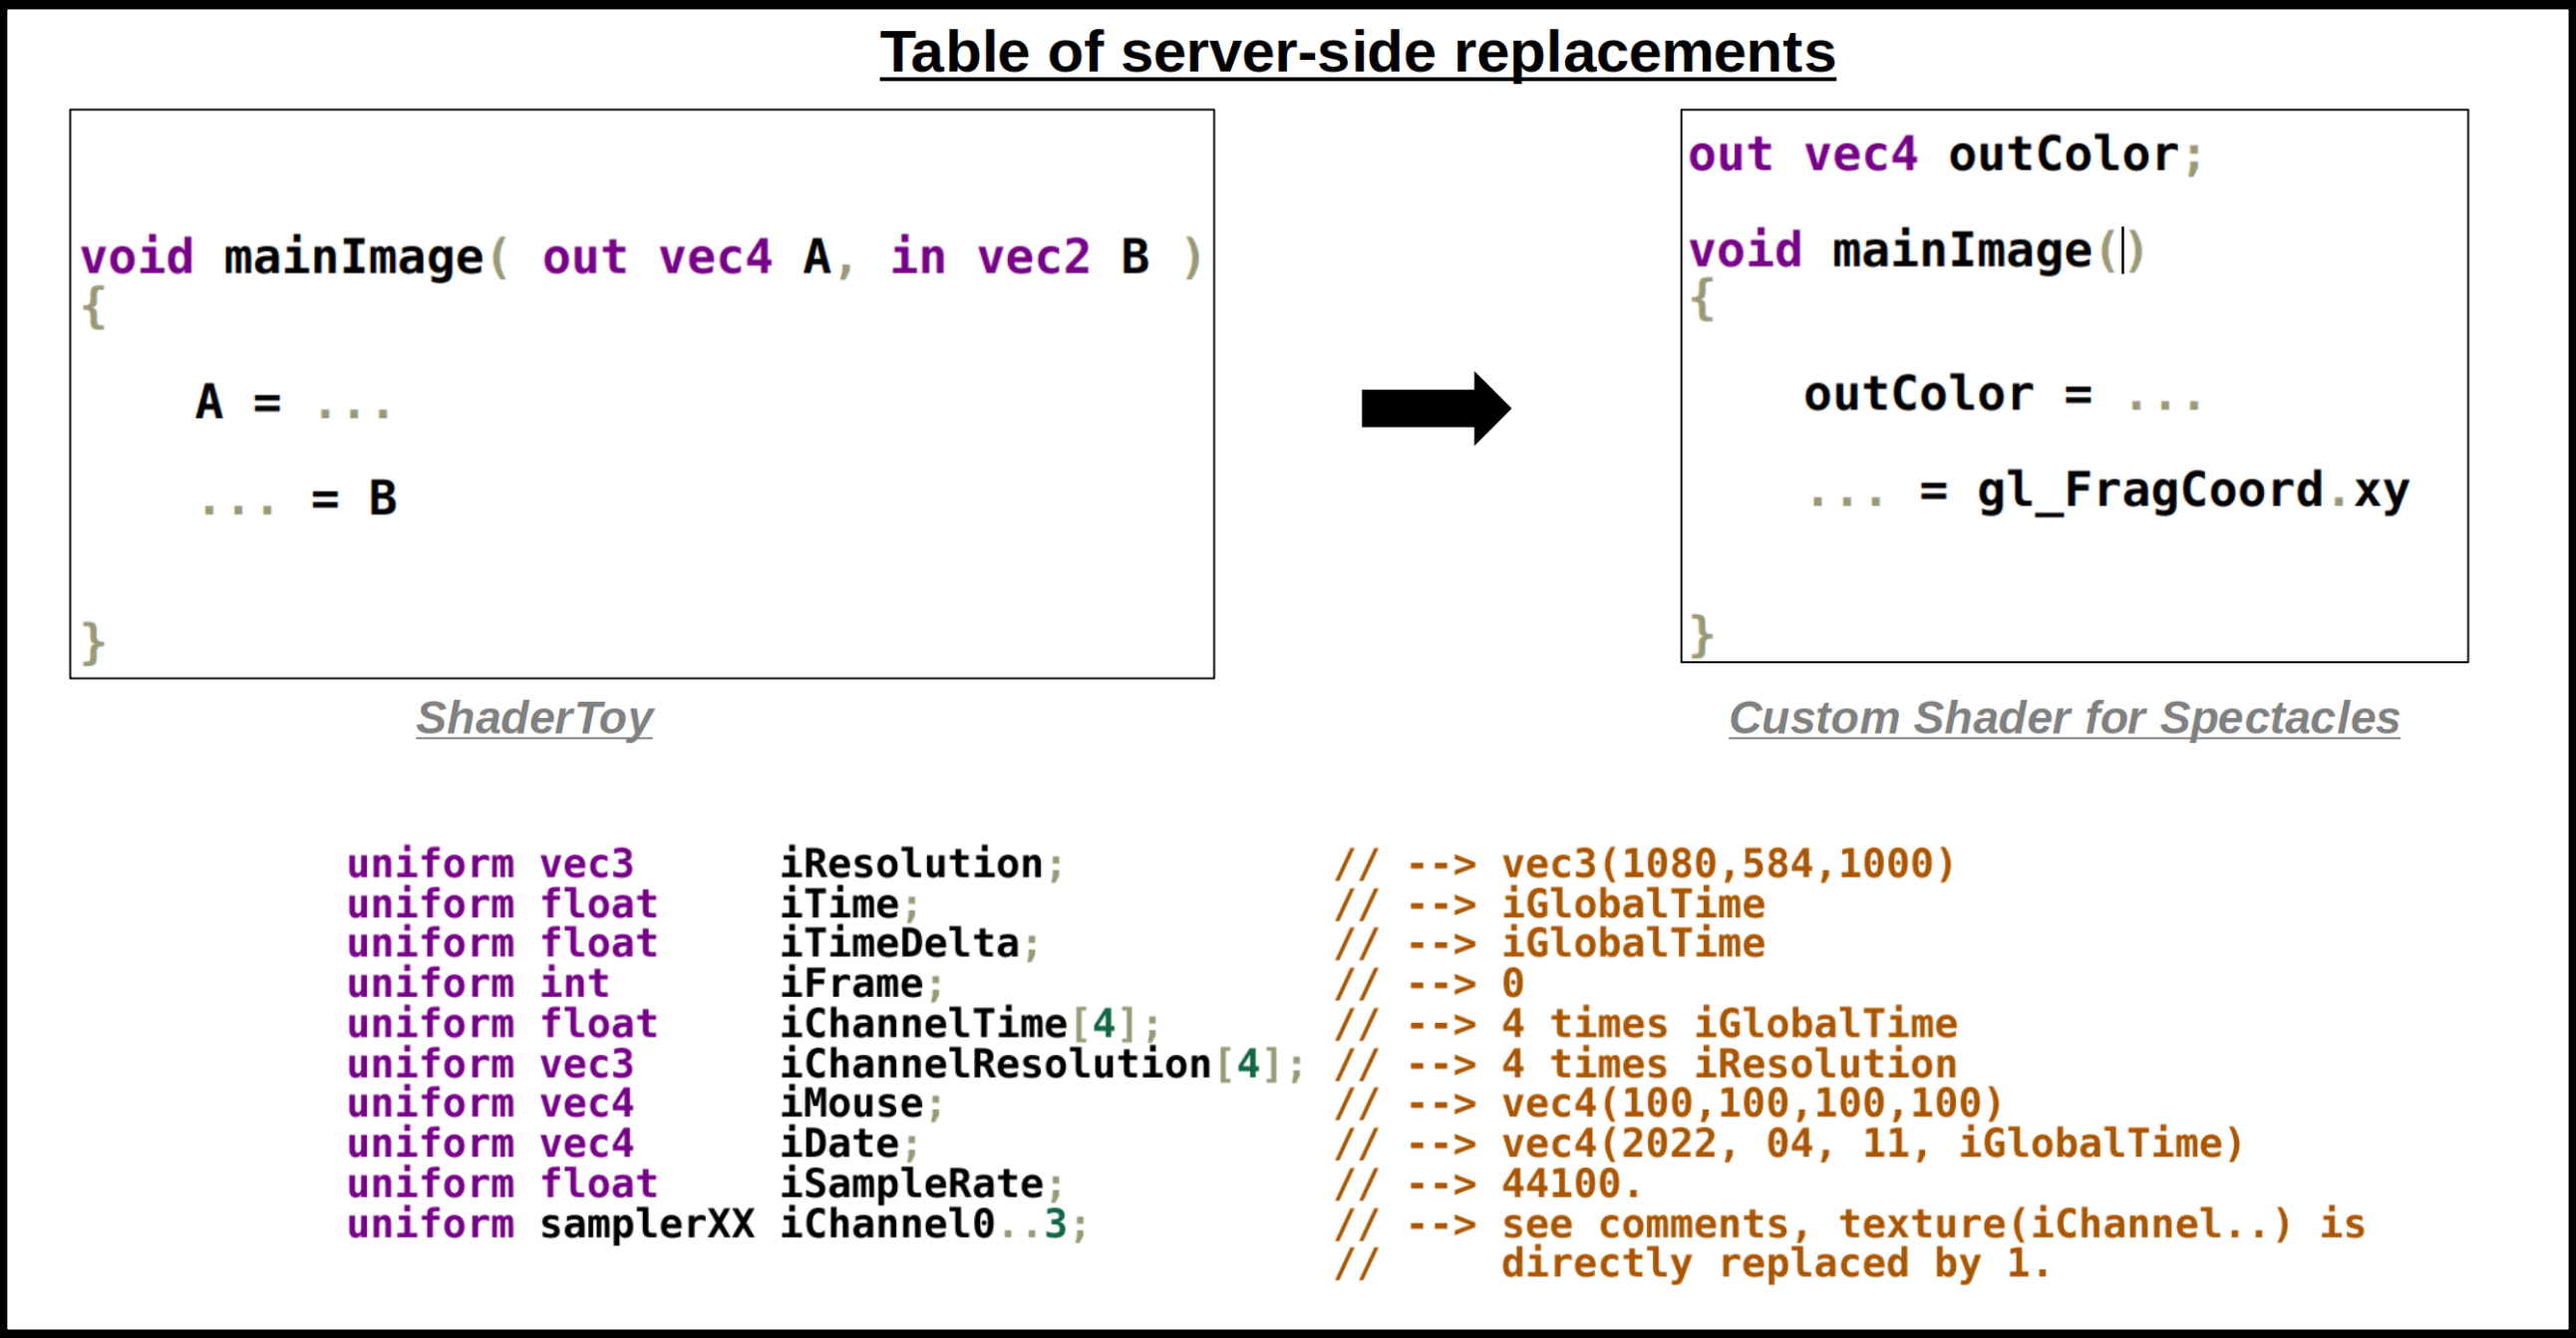 Table of server-side replacements
void mainImage( out vec4 A, in vec2 B )
{
A = ...
... = B
}
ShaderToy
out vec4 outColor;
void mainImage()
{
outColor = ...
... = gl_FragCoord.xy
}
Custom Shader for Spectacles
uniform vec3 iResolution; // --> vec3(1080,584,1000)
uniform float iTime; // --> iGlobalTime
uniform float iTimeDelta; // --> iGlobalTime
uniform int iFrame; // --> 0
uniform float iChannelTime[4]; // --> 4 times iGlobalTime
uniform vec3 iChannelResolution[4]; // --> 4 times iResolution
uniform vec4 iMouse; // --> vec4(100,100,100,100)
uniform vec4 iDate; // --> vec4(2022, 04, 11, iGlobalTime)
uniform float iSampleRate; // --> 44100.
uniform samplerXX iChannel0..3; // --> see comments, texture(iChannel..) is
// directly replaced by 1.